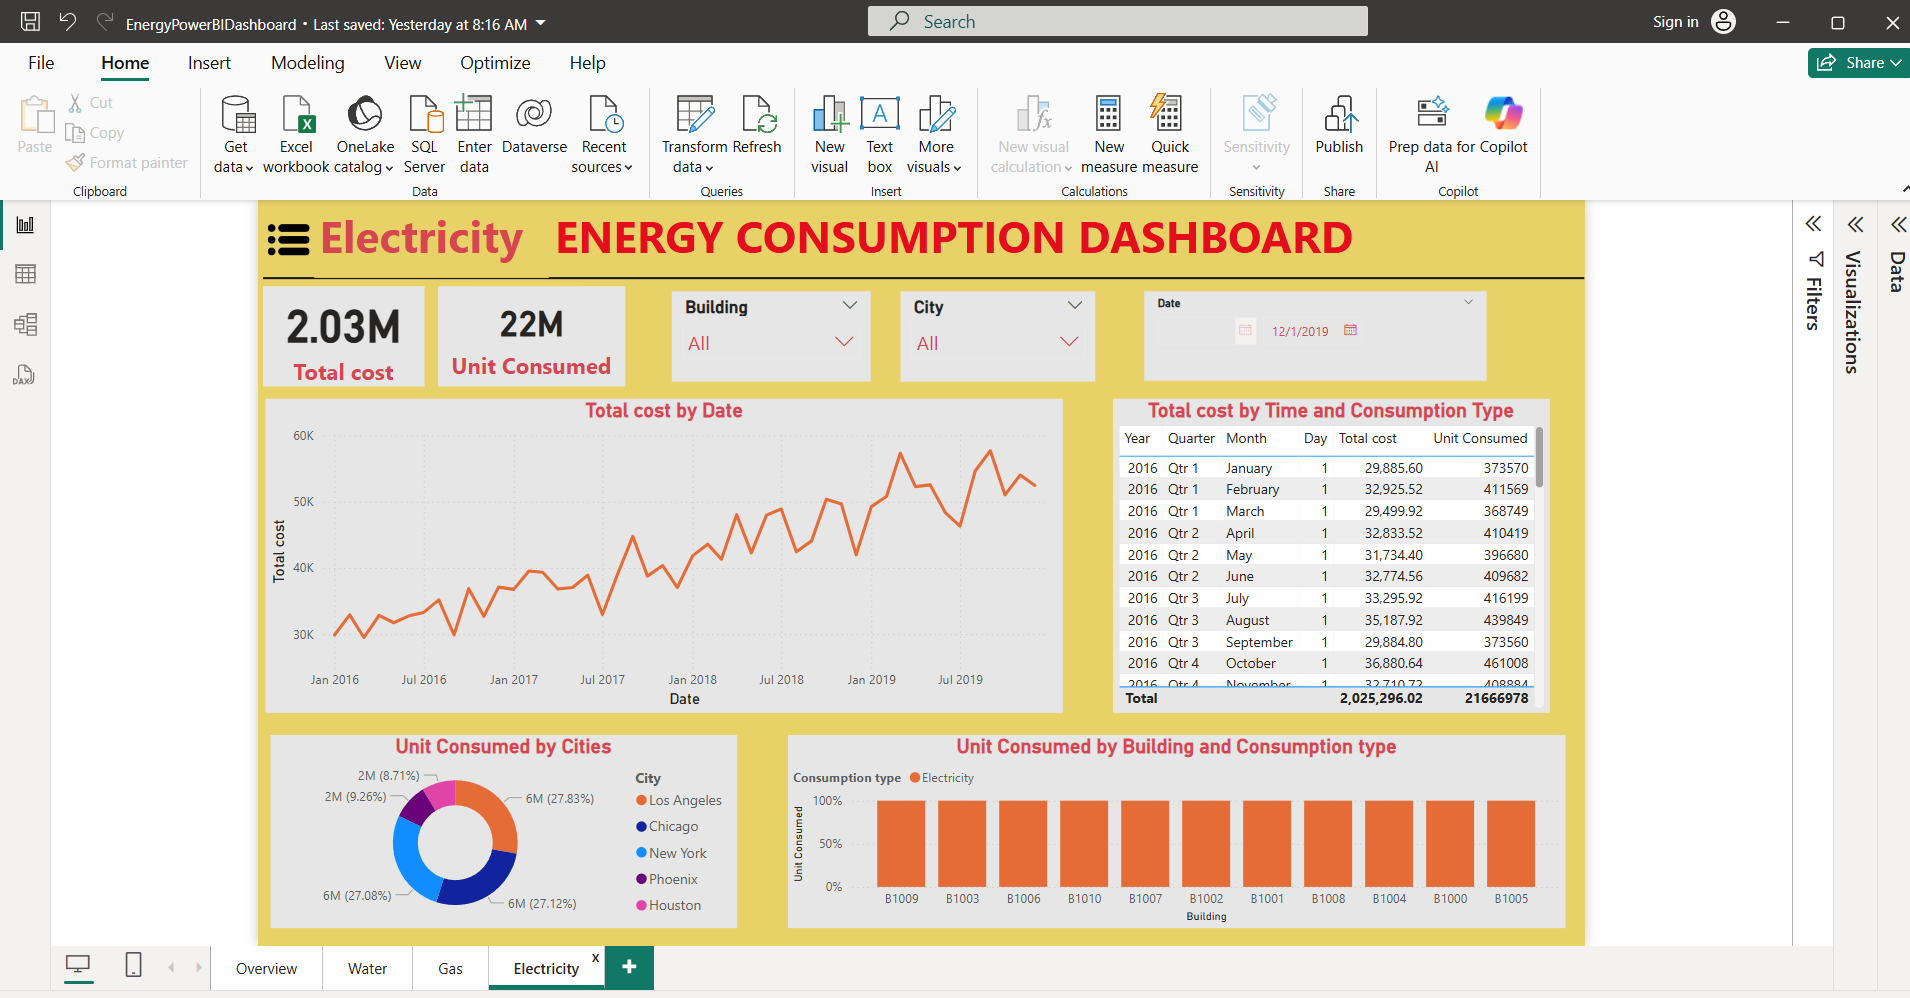 EnergyPowerBIDashboard • Last saved: Yesterday at 8:16 AM
Search
Sign in
File Home Insert Modeling View Optimize Help
Share
Paste
Cut
Copy
Format painter
Clipboard
Get data
Excel workbook
OneLake catalog
SQL Server
Enter data
Dataverse
Recent sources
Data
Transform data
Refresh
Queries
New visual
Text box
More visuals
Insert
New visual calculation
New measure
Quick measure
Calculations
Sensitivity
Sensitivity
Publish
Share
Prep data for AI
Copilot
Copilot
DAX
Electricity ENERGY CONSUMPTION DASHBOARD
2.03M
Total cost
22M
Unit Consumed
Building
All
City
All
Date
12/1/2019
Filters
Visualizations
Data
Total cost by Date
Total cost
60K
50K
40K
30K
Jan 2016 Jul 2016 Jan 2017 Jul 2017 Jan 2018 Jul 2018 Jan 2019 Jul 2019
Date
Total cost by Time and Consumption Type
Year Quarter Month Day Total cost Unit Consumed
2016 Qtr 1 January 1 29,885.60 373570
2016 Qtr 1 February 1 32,925.52 411569
2016 Qtr 1 March 1 29,499.92 368749
2016 Qtr 2 April 1 32,833.52 410419
2016 Qtr 2 May 1 31,734.40 396680
2016 Qtr 2 June 1 32,774.56 409682
2016 Qtr 3 July 1 33,295.92 416199
2016 Qtr 3 August 1 35,187.92 439849
2016 Qtr 3 September 1 29,884.80 373560
2016 Qtr 4 October 1 36,880.64 461008
2016 Qtr 4 November 1 32,710.72 408884
Total 2,025,296.02 21666978
Unit Consumed by Cities
2M (8.71%)
2M (9.26%)
6M (27.83%)
6M (27.08%)
6M (27.12%)
City
Los Angeles
Chicago
New York
Phoenix
Houston
Unit Consumed by Building and Consumption type
Consumption type Electricity
Unit Consumed
100%
50%
0%
B1009 B1003 B1006 B1010 B1007 B1002 B1001 B1008 B1004 B1000 B1005
Building
Overview Water Gas Electricity x +